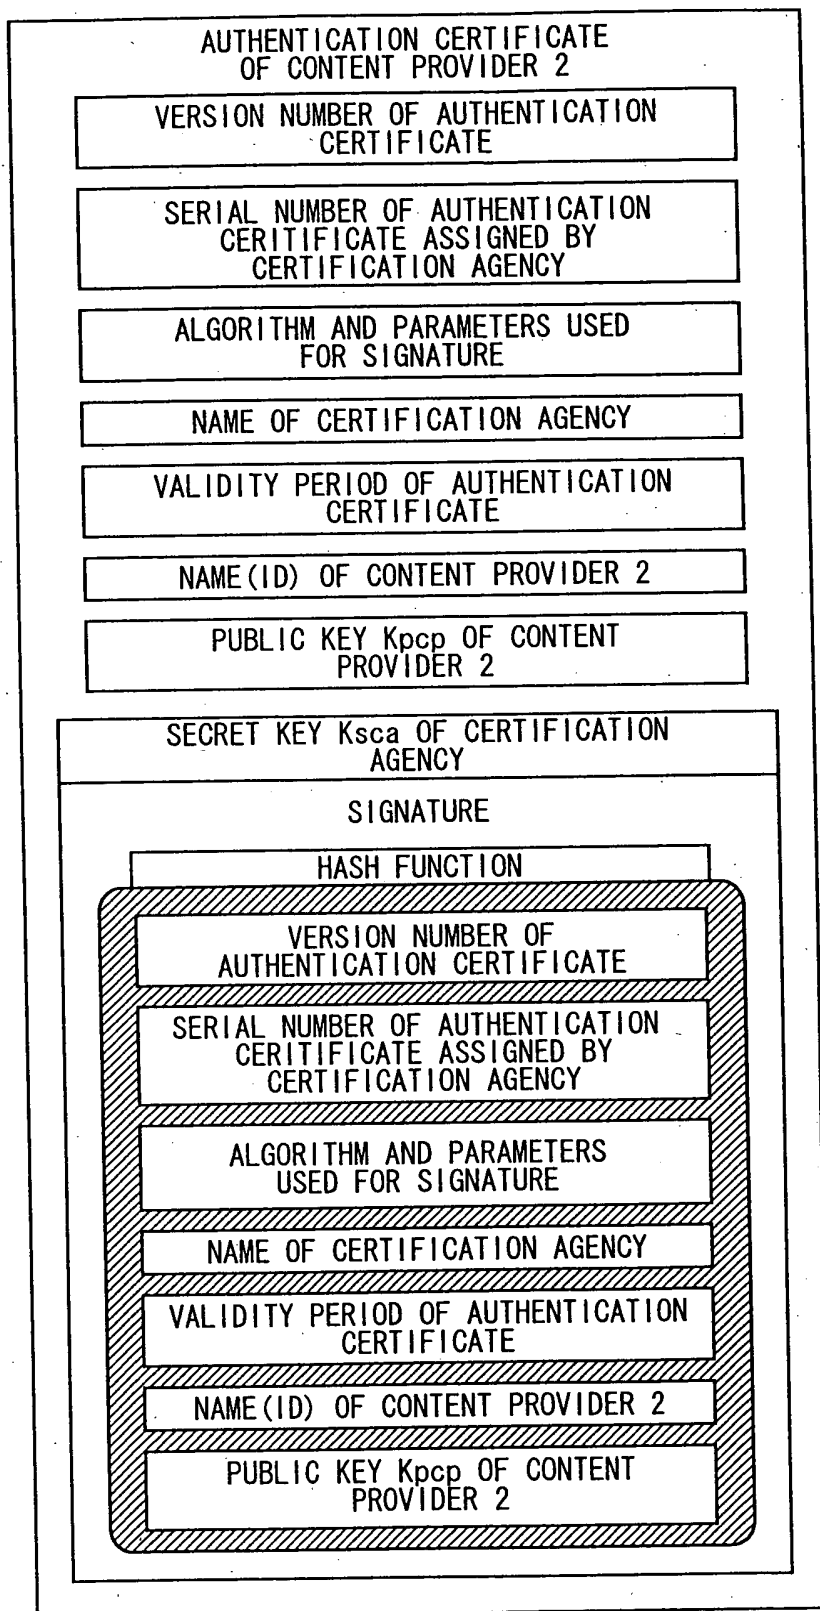 AUTHENTICATION CERTIFICATE
OF CONTENT PROVIDER 2
VERSION NUMBER OF AUTHENTICATION
CERTIFICATE
SERIAL NUMBER OF AUTHENTICATION
CERITIFICATE ASSIGNED BY
CERTIFICATION AGENCY
ALGORITHM AND PARAMETERS USED
FOR SIGNATURE
NAME OF CERTIFICATION AGENCY
VALIDITY PERIOD OF AUTHENTICATION
CERTIFICATE
NAME(ID) OF CONTENT PROVIDER 2
PUBLIC KEY Kpcp OF CONTENT
PROVIDER 2
SECRET KEY Ksca OF CERTIFICATION
AGENCY
SIGNATURE
HASH FUNCTION
VERSION NUMBER OF
AUTHENTICATION CERTIFICATE
SERIAL NUMBER OF AUTHENTICATION
CERITIFICATE ASSIGNED BY
CERTIFICATION AGENCY
ALGORITHM AND PARAMETERS
USED FOR SIGNATURE
NAME OF CERTIFICATION AGENCY
VALIDITY PERIOD OF AUTHENTICATION
CERTIFICATE
NAME(ID) OF CONTENT PROVIDER 2
PUBLIC KEY Kpcp OF CONTENT
PROVIDER 2